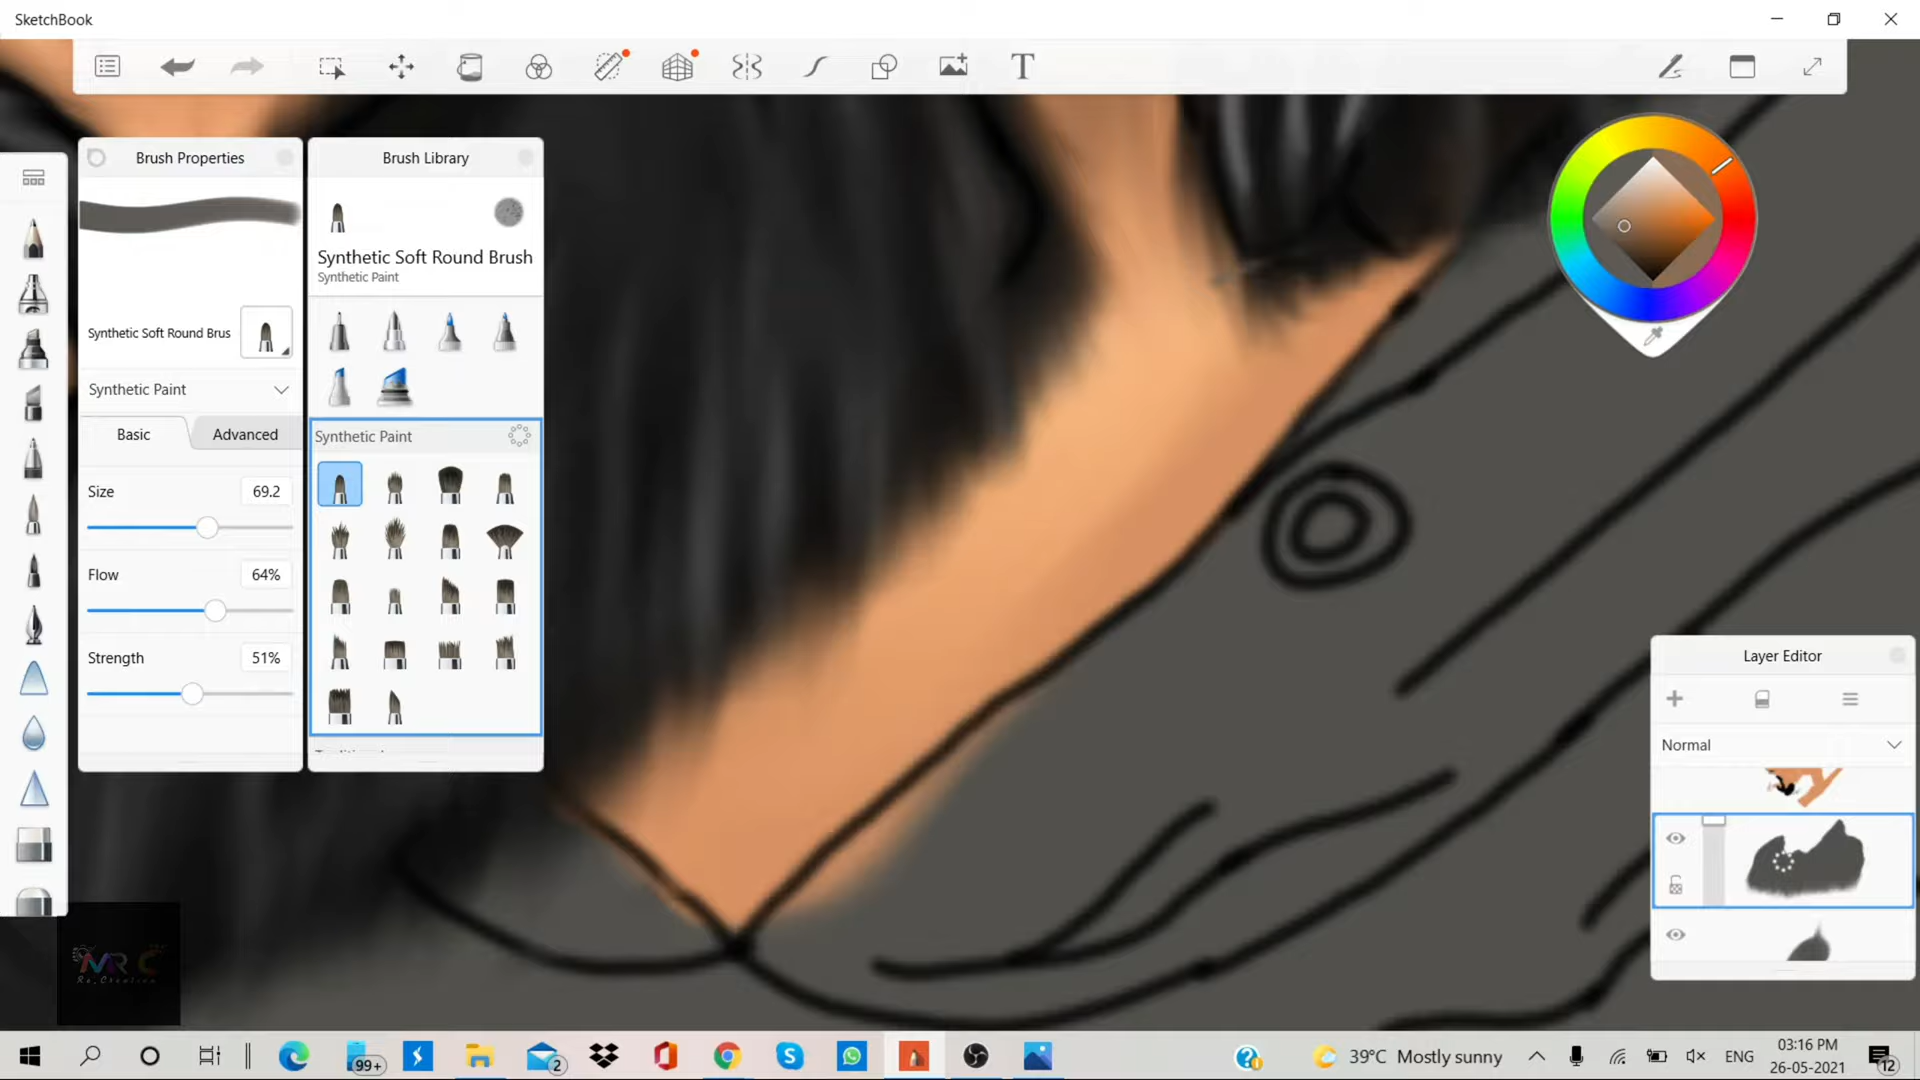 SketchBook
T
Brush Properties
Synthetic Soft Round Brus
Synthetic Paint
Basic
Advanced
Size
69.2
Flow
64%
Strength
51%
Brush Library
Synthetic Soft Round Brush
Synthetic Paint
Synthetic Paint
Layer Editor
Normal
MR C
Re_Creation
99+
2
39°C Mostly sunny
ENG
03:16 PM
26-05-2021
12